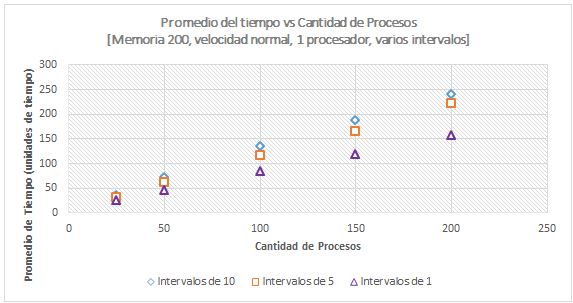 Promedio del tiempo vs Cantidad de Procesos
[Memoria 200, velocidad normal, 1 procesador, varios intervalos]
Promedio de Tiempo (unidades de tiempo)
300
250
200
150
100
50
0
0 50 100 150 200 250
Cantidad de Procesos
Intervalos de 10 Intervalos de 5 Intervalos de 1